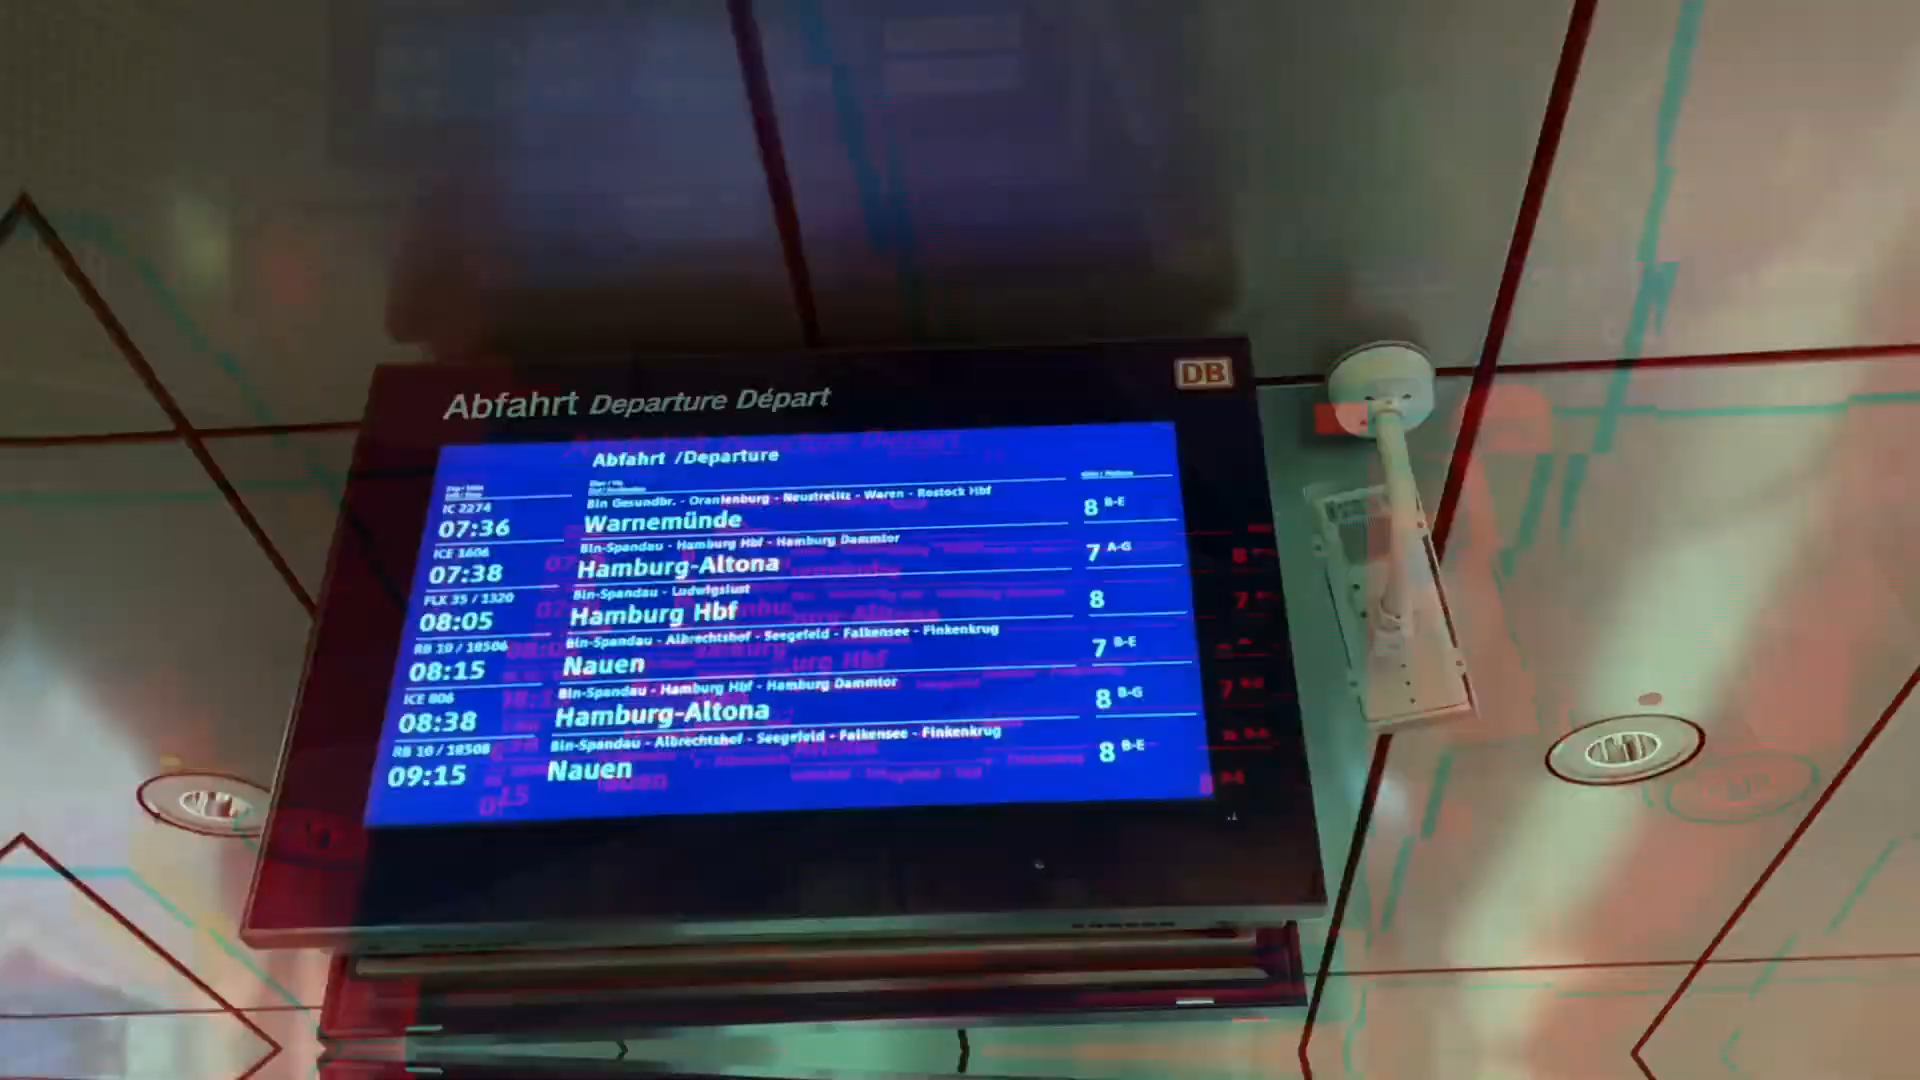 DB
Abfahrt Departure Départ
Abfahrt /Departure
IC 2274
Bln Gesundbr. - Oranienburg - Neustrelitz - Waren - Rostock Hbf
07:36 Warnemünde 8 B-E
ICE 1606
Bln-Spandau - Hamburg Hbf - Hamburg Dammtor
07:38 Hamburg-Altona 7 A-G
FLX 35 / 1320
Bln-Spandau - Ludwigslust
08:05 Hamburg Hbf 8
RB 10 / 18506
Bln-Spandau - Albrechtshof - Seegefeld - Falkensee - Finkenkrug
08:15 Nauen 7 B-E
ICE 806
Bln-Spandau - Hamburg Hbf - Hamburg Dammtor
08:38 Hamburg-Altona 8 B-G
RB 10 / 18508
Bln-Spandau - Albrechtshof - Seegefeld - Falkensee - Finkenkrug
09:15 Nauen 8 B-E